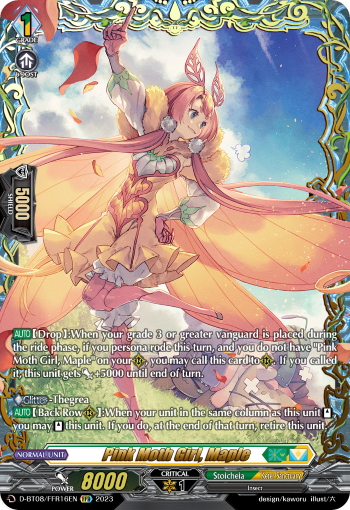 1
GRADE
BOOST
5000
SHIELD
AUTO【Drop】:When your grade 3 or greater vanguard is placed during
the ride phase, if you persona rode this turn, and you do not have "Pink
Moth Girl, Maple" on your Ⓡ, you may call this card to Ⓡ. If you called
it, this unit gets +5000 until end of turn.
Glitter-Thegrea
AUTO【Back Row Ⓡ】:When your unit in the same column as this unit
you may this unit. If you do, at the end of that turn, retire this unit.
NORMAL UNIT
Pink Moth Girl, Maple
POWER 8000 CRITICAL 1 Stoicheia
Insect
D-BT08/FFR16EN FFR 2023 design/kaworu illust/六